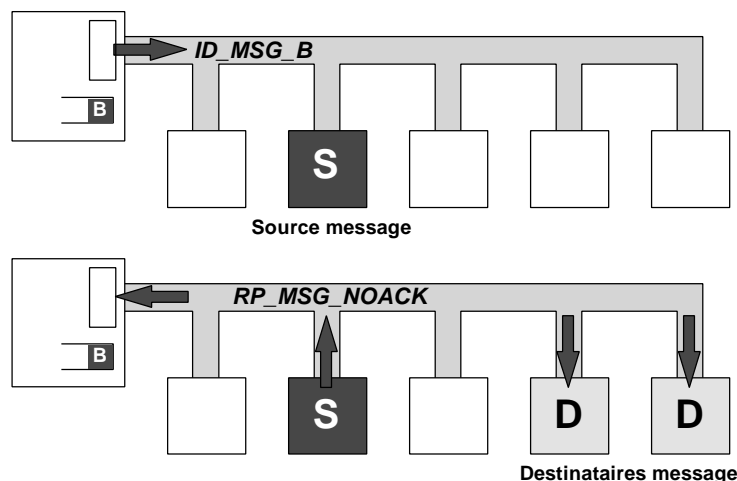 ID_MSG_B
B
S
Source message
RP_MSG_NOACK
B
S
D
D
Destinataires message